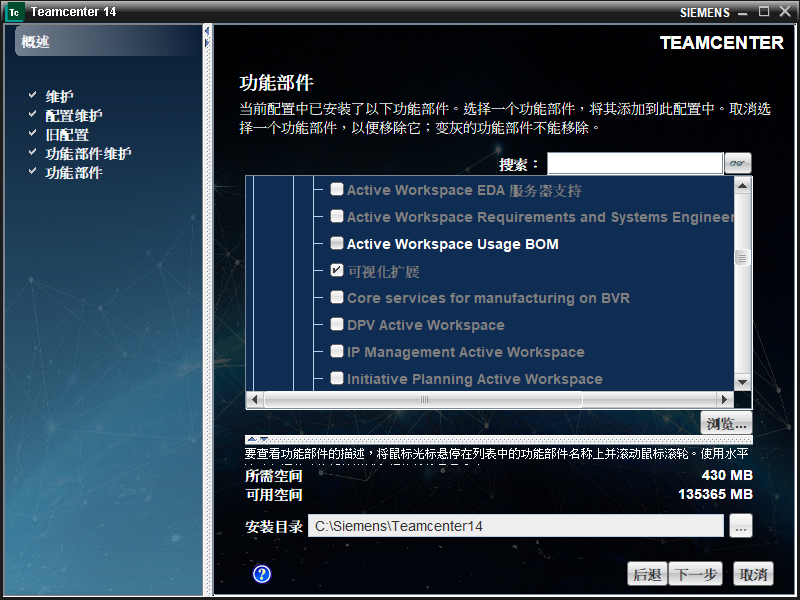 Tc Teamcenter 14
SIEMENS
TEAMCENTER
概述
维护
配置维护
旧配置
功能部件维护
功能部件
功能部件
当前配置中已安装了以下功能部件。选择一个功能部件，将其添加到此配置中。取消选
择一个功能部件，以便移除它；变灰的功能部件不能移除。
搜索：
Active Workspace EDA 服务器支持
Active Workspace Requirements and Systems Engineer
Active Workspace Usage BOM
可视化扩展
Core services for manufacturing on BVR
DPV Active Workspace
IP Management Active Workspace
Initiative Planning Active Workspace
浏览...
要查看功能部件的描述，将鼠标光标悬停在列表中的功能部件名称上并滚动鼠标滚轮。使用水平
所需空间 430 MB
可用空间 135365 MB
安装目录 C:\Siemens\Teamcenter14 ...
? 后退 下一步 取消